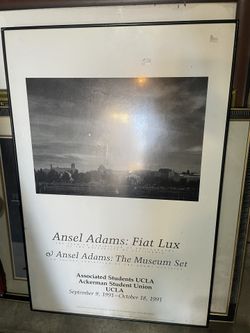 Ansel Adams: Fiat Lux
& Ansel Adams: The Museum Set
Associated Students UCLA
Ackerman Student Union
UCLA
September 9, 1991–October 18, 1991